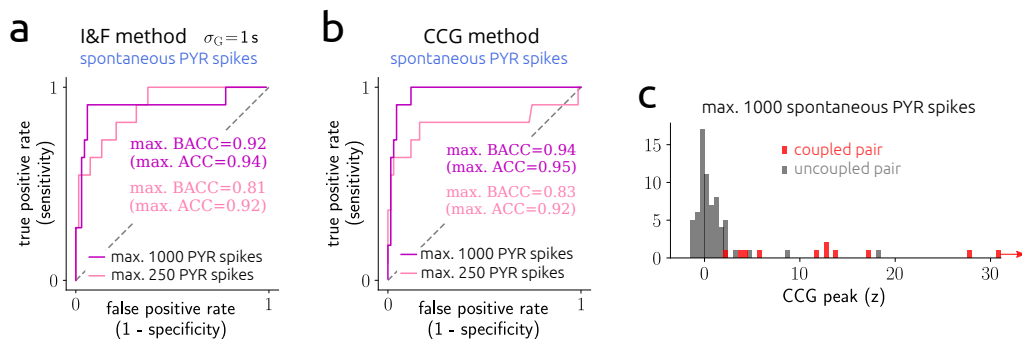 a
I&F method σG=1s
spontaneous PYR spikes
1
true positive rate
(sensitivity)
max. BACC=0.92
(max. ACC=0.94)
max. BACC=0.81
(max. ACC=0.92)
max. 1000 PYR spikes
max. 250 PYR spikes
0
0
1
false positive rate
(1 - specificity)
b
CCG method
spontaneous PYR spikes
1
true positive rate
(sensitivity)
max. BACC=0.94
(max. ACC=0.95)
max. BACC=0.83
(max. ACC=0.92)
max. 1000 PYR spikes
max. 250 PYR spikes
0
0
1
false positive rate
(1 - specificity)
c
max. 1000 spontaneous PYR spikes
coupled pair
uncoupled pair
15
10
5
0
0
10
20
30
CCG peak (z)